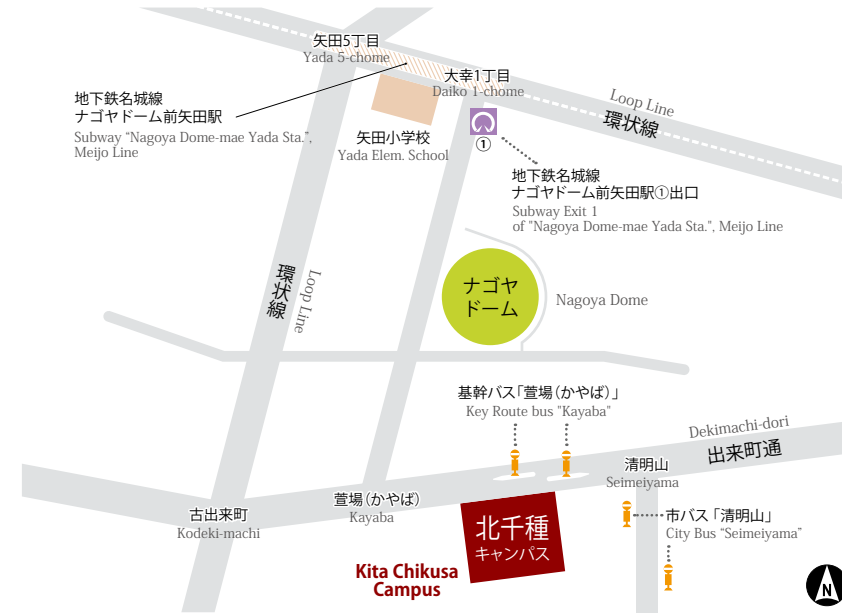 矢田5丁目
Yada 5-chome
大幸1丁目
Daiko 1-chome
Loop Line
環状線
地下鉄名城線
ナゴヤドーム前矢田駅
Subway "Nagoya Dome-mae Yada Sta.",
Meijo Line
矢田小学校
Yada Elem. School
①
地下鉄名城線
ナゴヤドーム前矢田駅①出口
Subway Exit 1
of "Nagoya Dome-mae Yada Sta.", Meijo Line
環状線
Loop Line
ナゴヤ
ドーム
Nagoya Dome
基幹バス「萱場(かやば)」
Key Route bus "Kayaba"
Dekimachi-dori
出来町通
清明山
Seimeiyama
古出来町
Kodeki-machi
萱場(かやば)
Kayaba
北千種
キャンパス
Kita Chikusa
Campus
市バス「清明山」
City Bus "Seimeiyama"
N